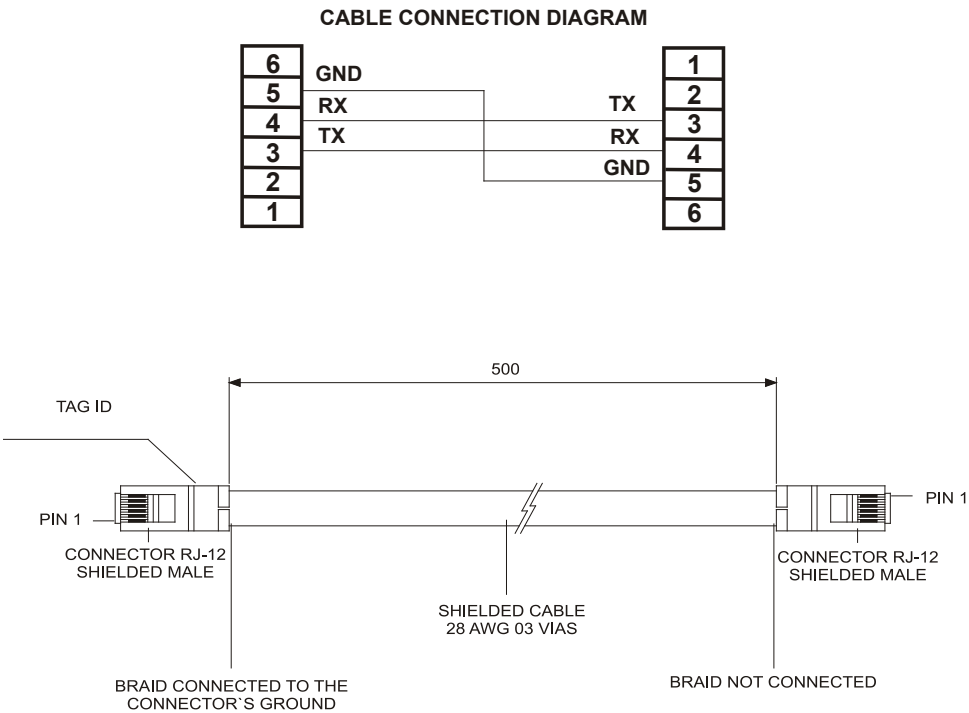 CABLE CONNECTION DIAGRAM
6
5
4
3
2
1
GND
RX
TX
TX
RX
GND
1
2
3
4
5
6
500
TAG ID
PIN 1
PIN 1
CONNECTOR RJ-12
SHIELDED MALE
CONNECTOR RJ-12
SHIELDED MALE
SHIELDED CABLE
28 AWG 03 VIAS
BRAID CONNECTED TO THE
CONNECTOR`S GROUND
BRAID NOT CONNECTED